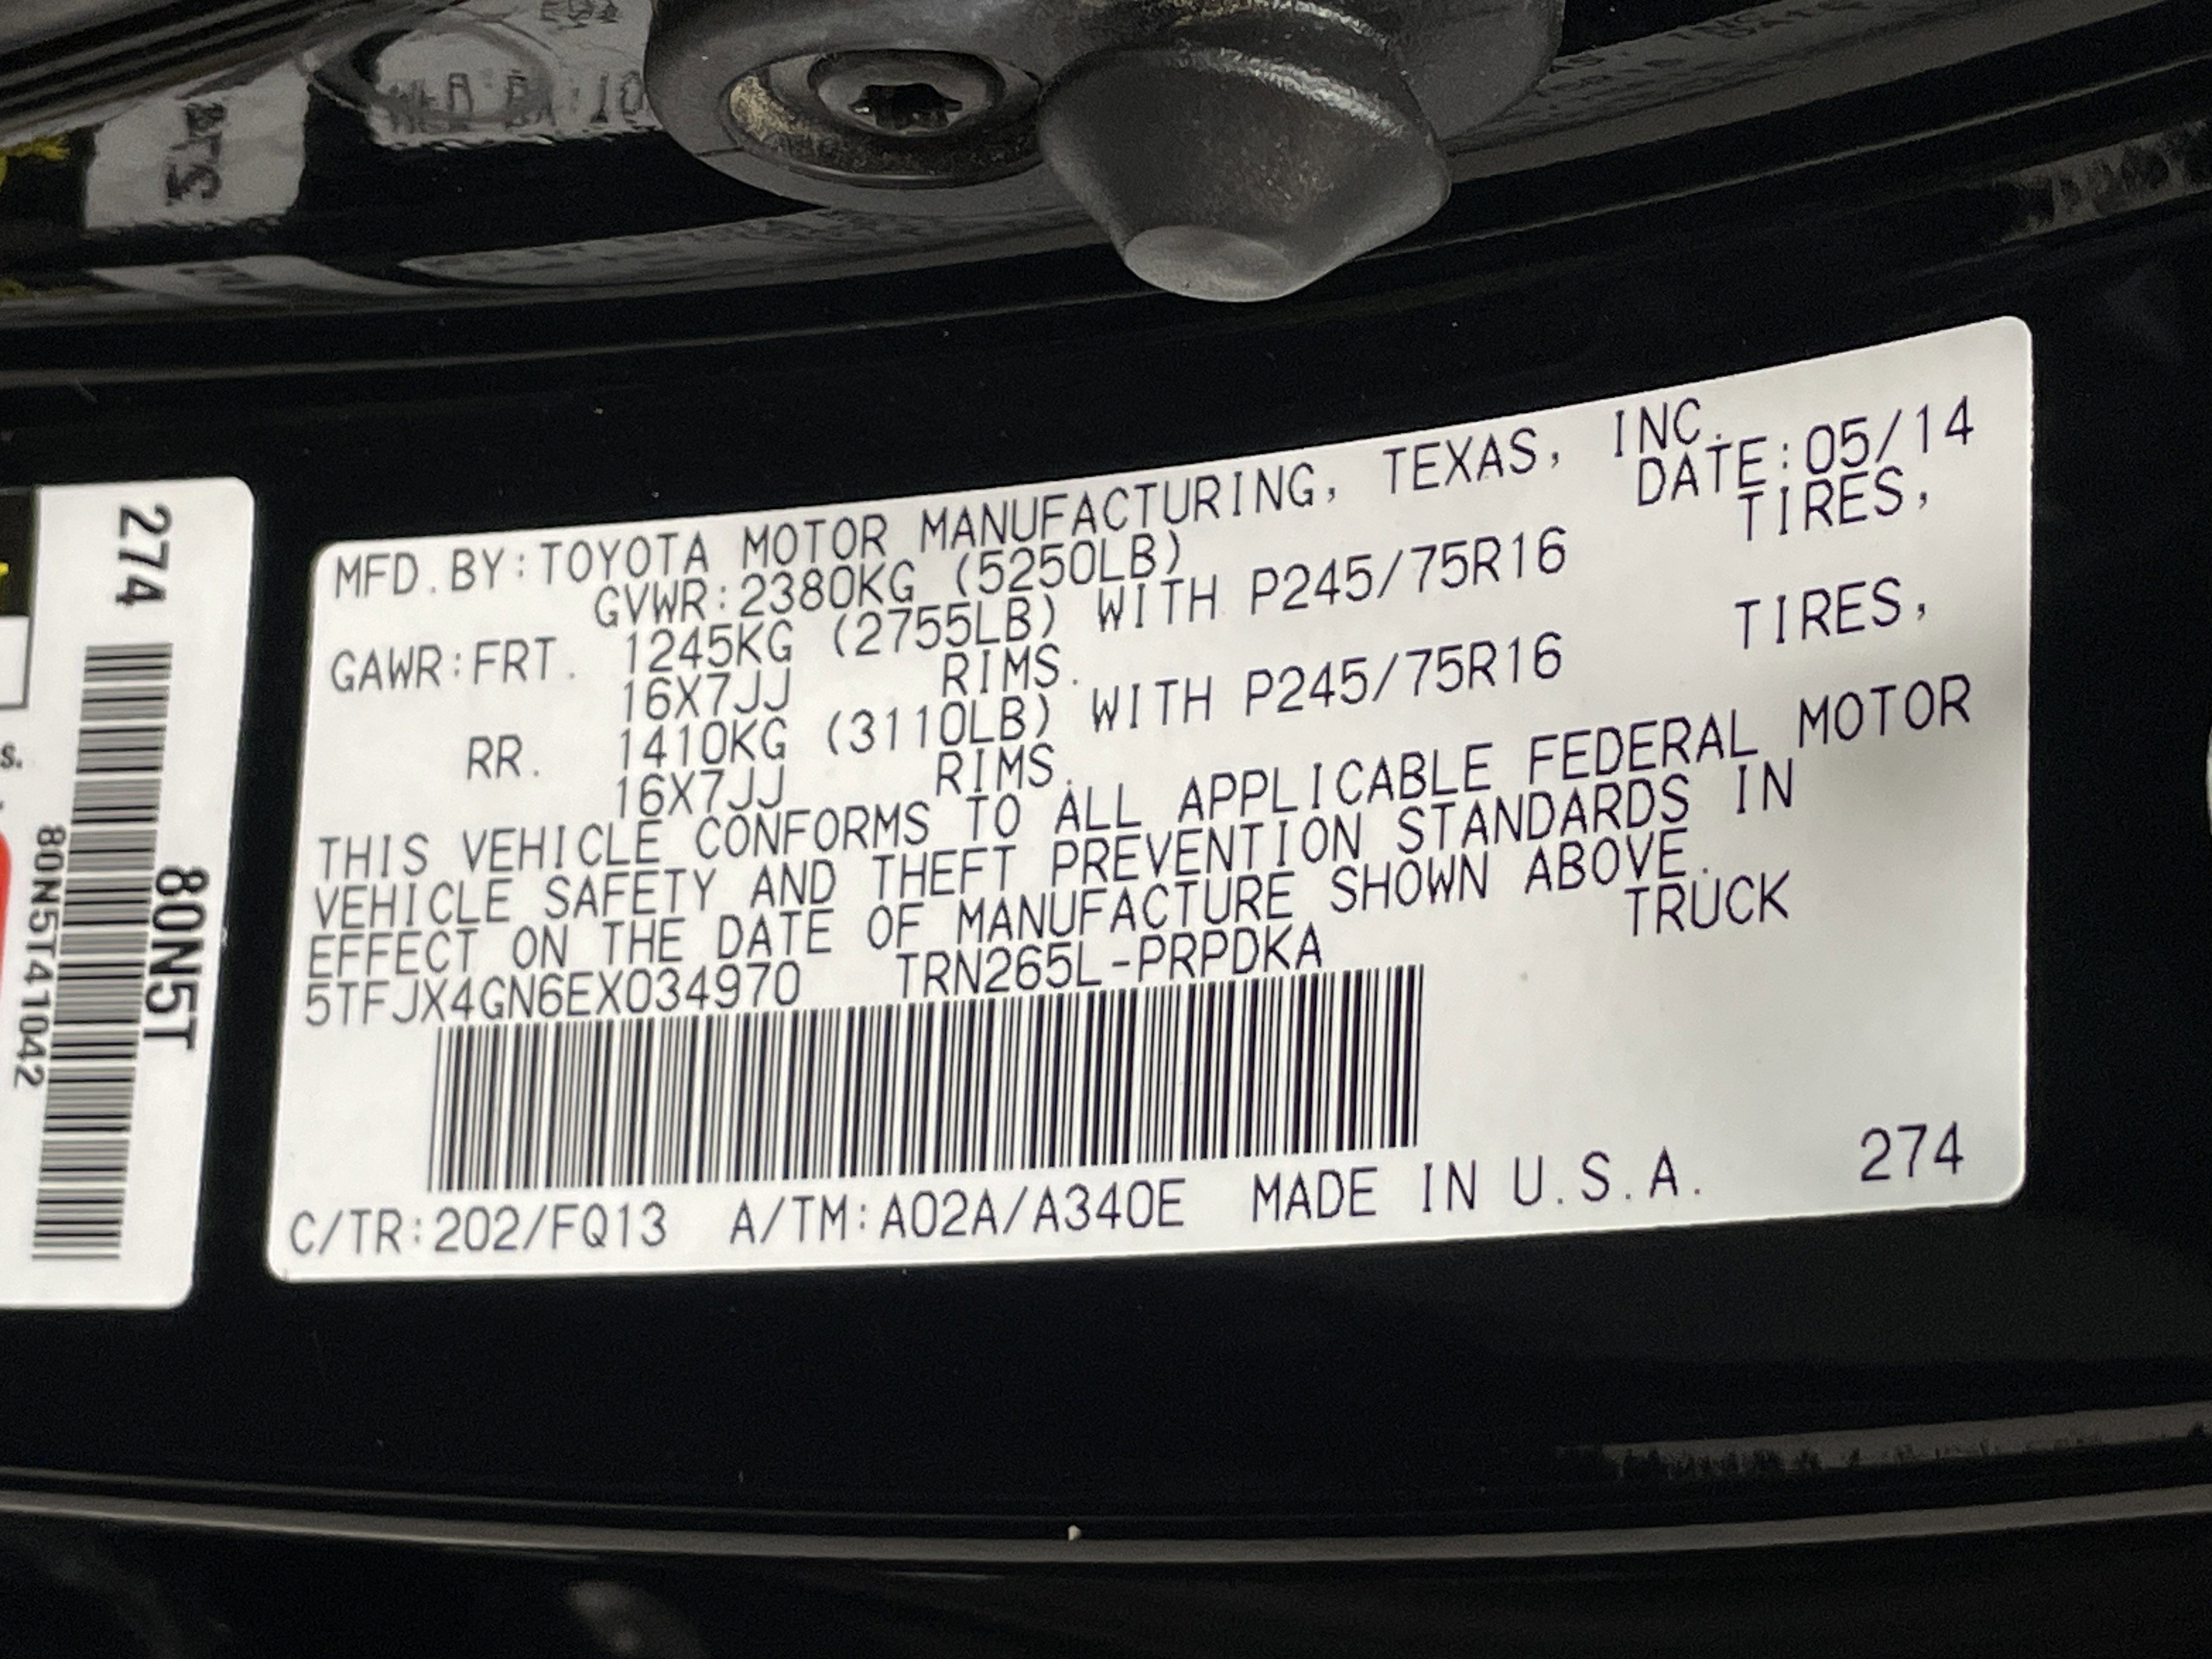 MFD.BY:TOYOTA MOTOR MANUFACTURING, TEXAS, INC.
GVWR:2380KG (5250LB) DATE:05/14
GAWR:FRT. 1245KG (2755LB) WITH P245/75R16 TIRES,
16X7JJ RIMS.
RR. 1410KG (3110LB) WITH P245/75R16 TIRES,
16X7JJ RIMS.
THIS VEHICLE CONFORMS TO ALL APPLICABLE FEDERAL MOTOR
VEHICLE SAFETY AND THEFT PREVENTION STANDARDS IN
EFFECT ON THE DATE OF MANUFACTURE SHOWN ABOVE.
5TFJX4GN6EX034970 TRN265L-PRPDKA TRUCK
C/TR:202/FQ13 A/TM:A02A/A340E MADE IN U.S.A. 274
274
80N5T
80N5T411042
s.